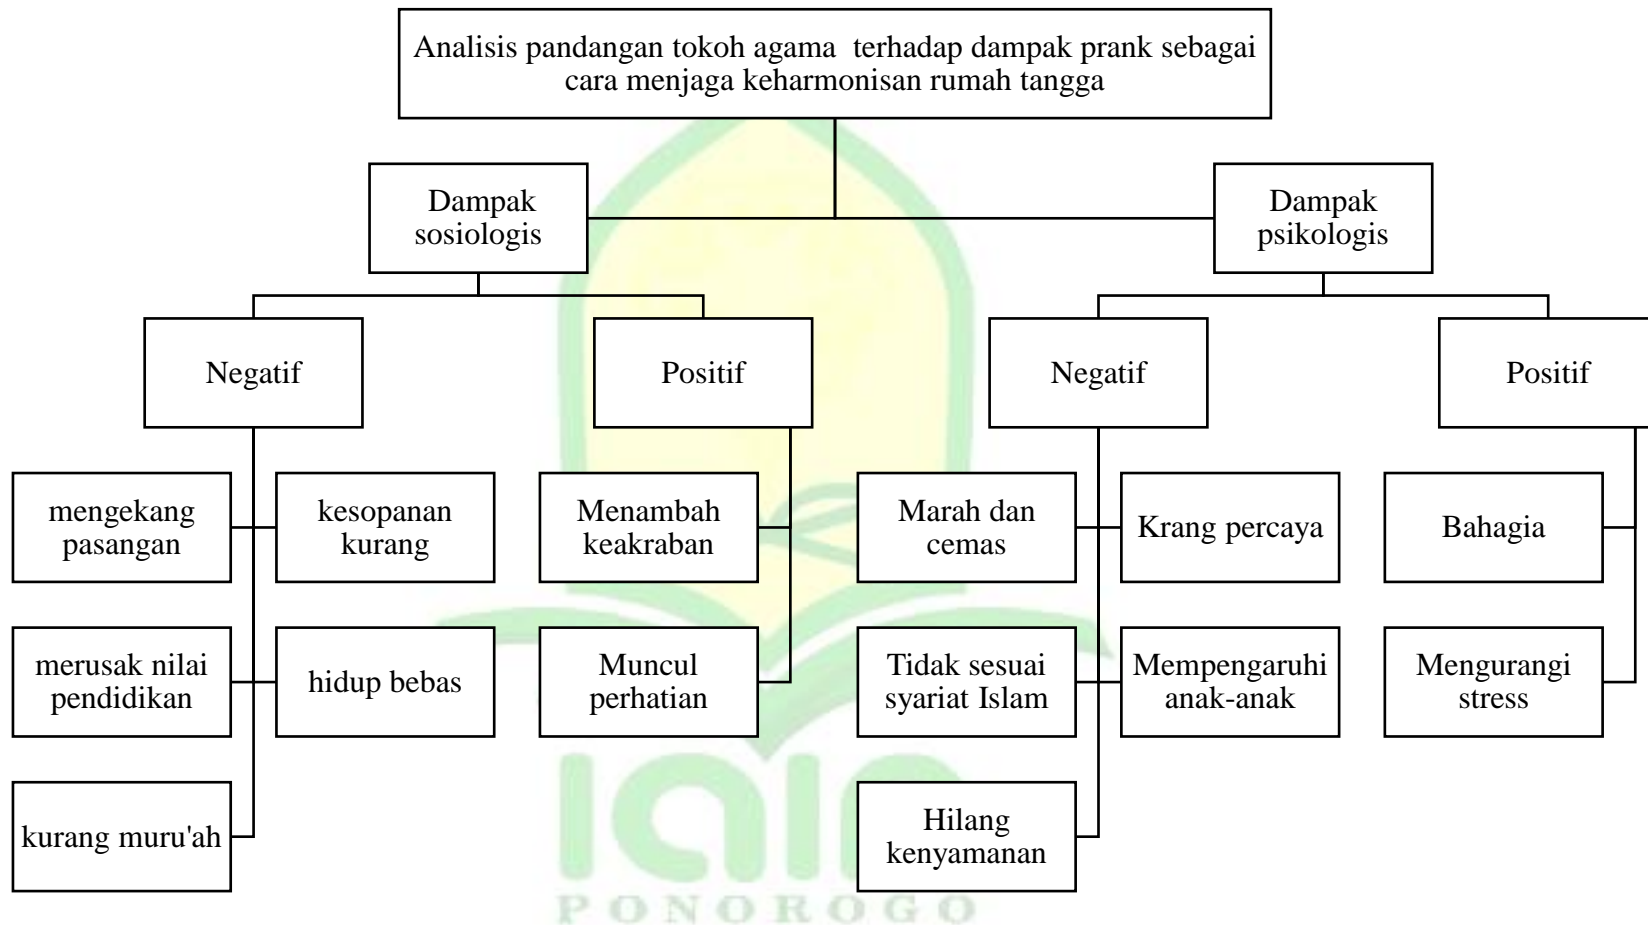 Analisis pandangan tokoh agama  terhadap dampak prank sebagai
cara menjaga keharmonisan rumah tangga
Dampak
sosiologis
Dampak
psikologis
Negatif
Positif
Negatif
Positif
mengekang
pasangan
kesopanan
kurang
Menambah
keakraban
Marah dan
cemas
Krang percaya
Bahagia
merusak nilai
pendidikan
hidup bebas
Muncul
perhatian
Tidak sesuai
syariat Islam
Mempengaruhi
anak-anak
Mengurangi
stress
kurang muru'ah
Hilang
kenyamanan
iain
PONOROGO